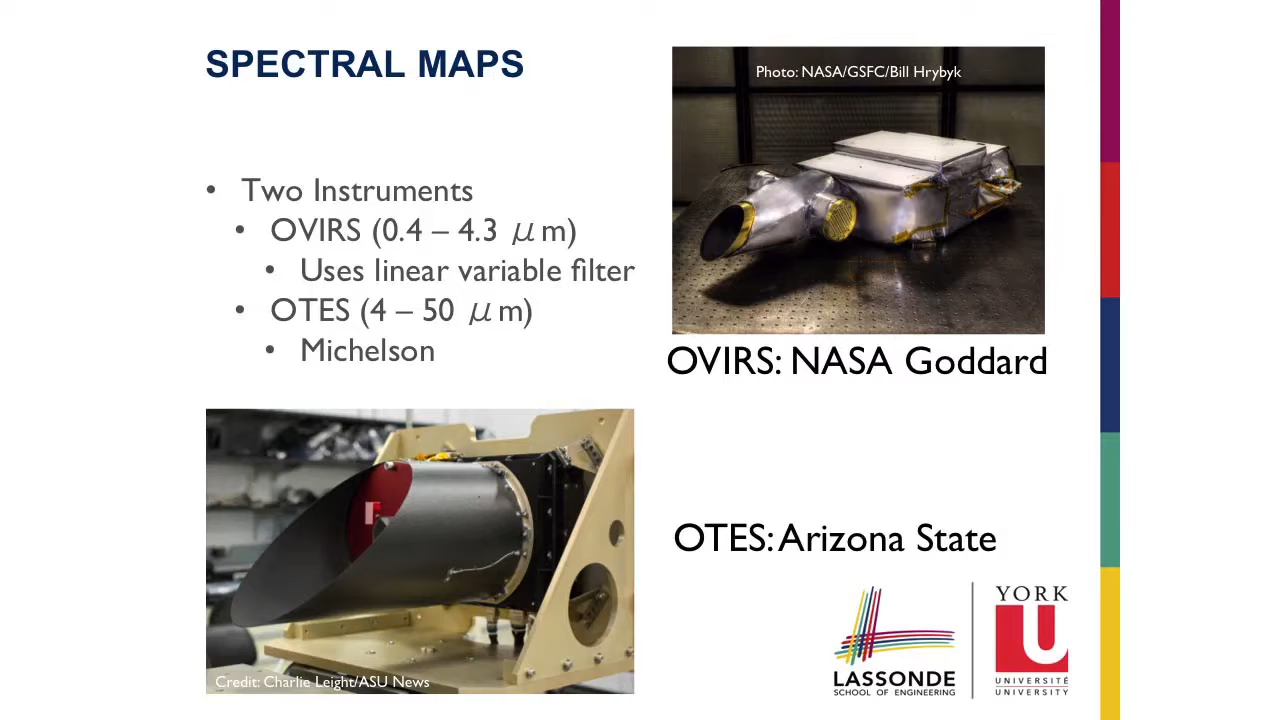 SPECTRAL MAPS
Photo: NASA/GSFC/Bill Hrybyk
• Two Instruments
• OVIRS (0.4 – 4.3 μm)
• Uses linear variable filter
• OTES (4 – 50 μm)
• Michelson
OVIRS: NASA Goddard
Credit: Charlie Leight/ASU News
OTES: Arizona State
LASSONDE
SCHOOL OF ENGINEERING
YORK
U
UNIVERSITÉ
UNIVERSITY